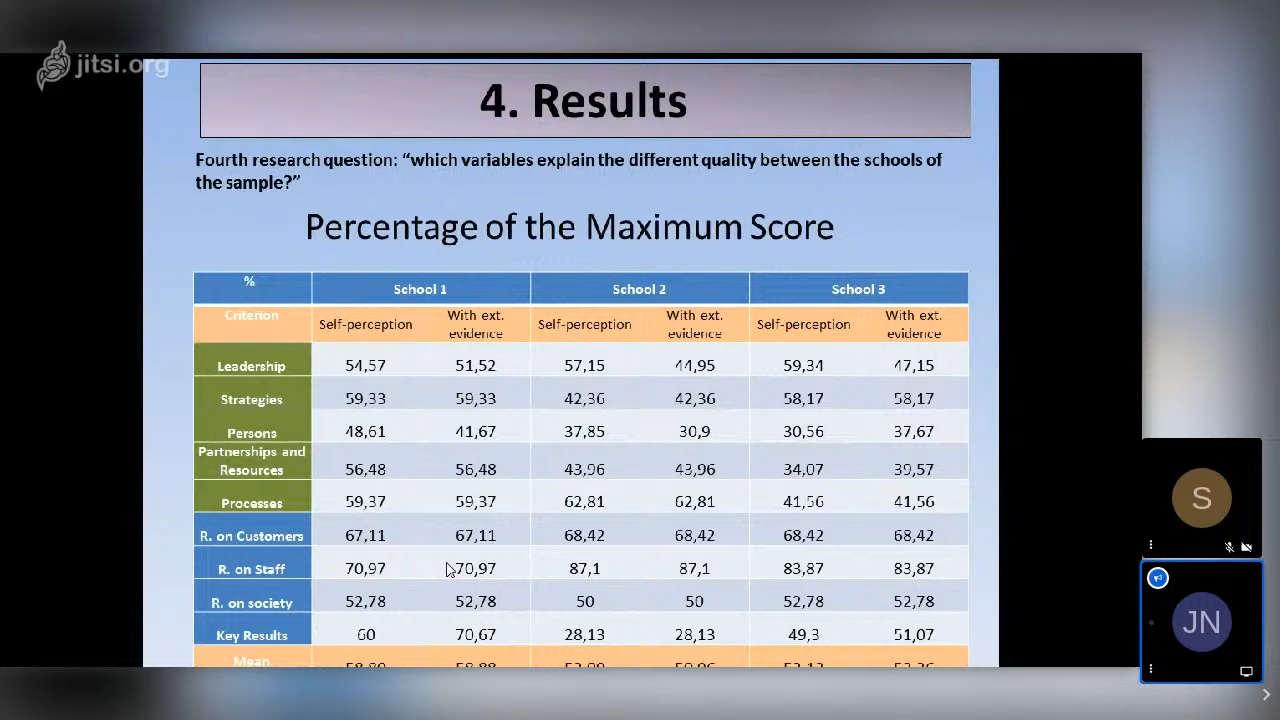 jitsi.org
4. Results
Fourth research question: “which variables explain the different quality between the schools of
the sample?”
Percentage of the Maximum Score
% School 1 School 2 School 3
Criterion Self-perception With ext. evidence Self-perception With ext. evidence Self-perception With ext. evidence
Leadership 54,57 51,52 57,15 44,95 59,34 47,15
Strategies 59,33 59,33 42,36 42,36 58,17 58,17
Persons 48,61 41,67 37,85 30,9 30,56 37,67
Partnerships and Resources 56,48 56,48 43,96 43,96 34,07 39,57
Processes 59,37 59,37 62,81 62,81 41,56 41,56
R. on Customers 67,11 67,11 68,42 68,42 68,42 68,42
R. on Staff 70,97 70,97 87,1 87,1 83,87 83,87
R. on society 52,78 52,78 50 50 52,78 52,78
Key Results 60 70,67 28,13 28,13 49,3 51,07
Mean
S
JN